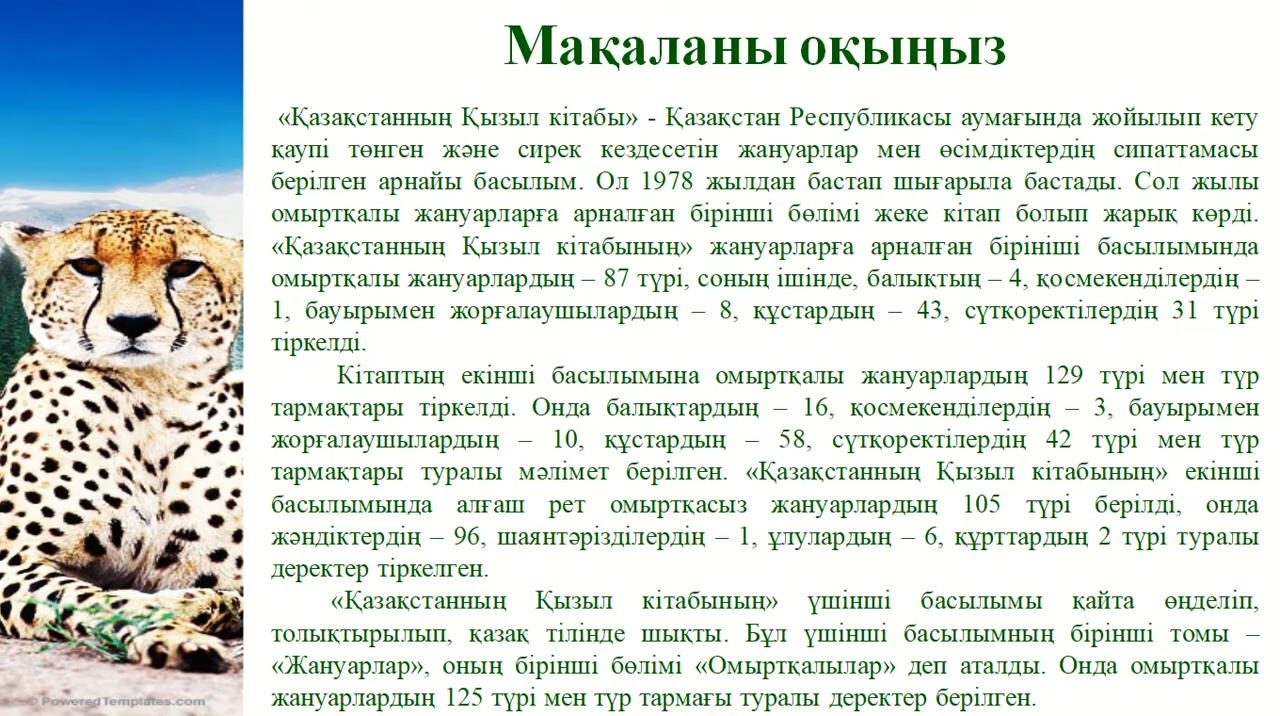 Мақаланы оқыңыз
«Қазақстанның Қызыл кітабы» - Қазақстан Республикасы аумағында жойылып кету
қаупі төнген және сирек кездесетін жануарлар мен өсімдіктердің сипаттамасы
берілген арнайы басылым. Ол 1978 жылдан бастап шығарыла бастады. Сол жылы
омыртқалы жануарларға арналған бірінші бөлімі жеке кітап болып жарық көрді.
«Қазақстанның Қызыл кітабының» жануарларға арналған бірініші басылымында
омыртқалы жануарлардың – 87 түрі, соның ішінде, балықтың – 4, қосмекенділердің –
1, бауырымен жорғалаушылардың – 8, құстардың – 43, сүтқоректілердің 31 түрі
тіркелді.
Кітаптың екінші басылымына омыртқалы жануарлардың 129 түрі мен түр
тармақтары тіркелді. Онда балықтардың – 16, қосмекенділердің – 3, бауырымен
жорғалаушылардың – 10, құстардың – 58, сүтқоректілердің 42 түрі мен түр
тармақтары туралы мәлімет берілген. «Қазақстанның Қызыл кітабының» екінші
басылымында алғаш рет омыртқасыз жануарлардың 105 түрі берілді, онда
жәндіктердің – 96, шаянтәрізділердің – 1, ұлулардың – 6, құрттардың 2 түрі туралы
деректер тіркелген.
«Қазақстанның Қызыл кітабының» үшінші басылымы қайта өңделіп,
толықтырылып, қазақ тілінде шықты. Бұл үшінші басылымның бірінші томы –
«Жануарлар», оның бірінші бөлімі «Омыртқалылар» деп аталды. Онда омыртқалы
жануарлардың 125 түрі мен түр тармағы туралы деректер берілген.
© PoweredTemplates.com